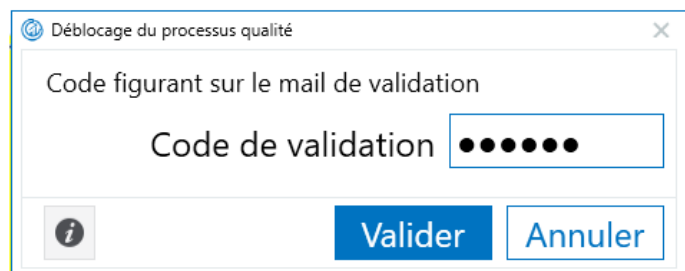 Déblocage du processus qualité
Code figurant sur le mail de validation
Code de validation ●●●●●●
Valider Annuler